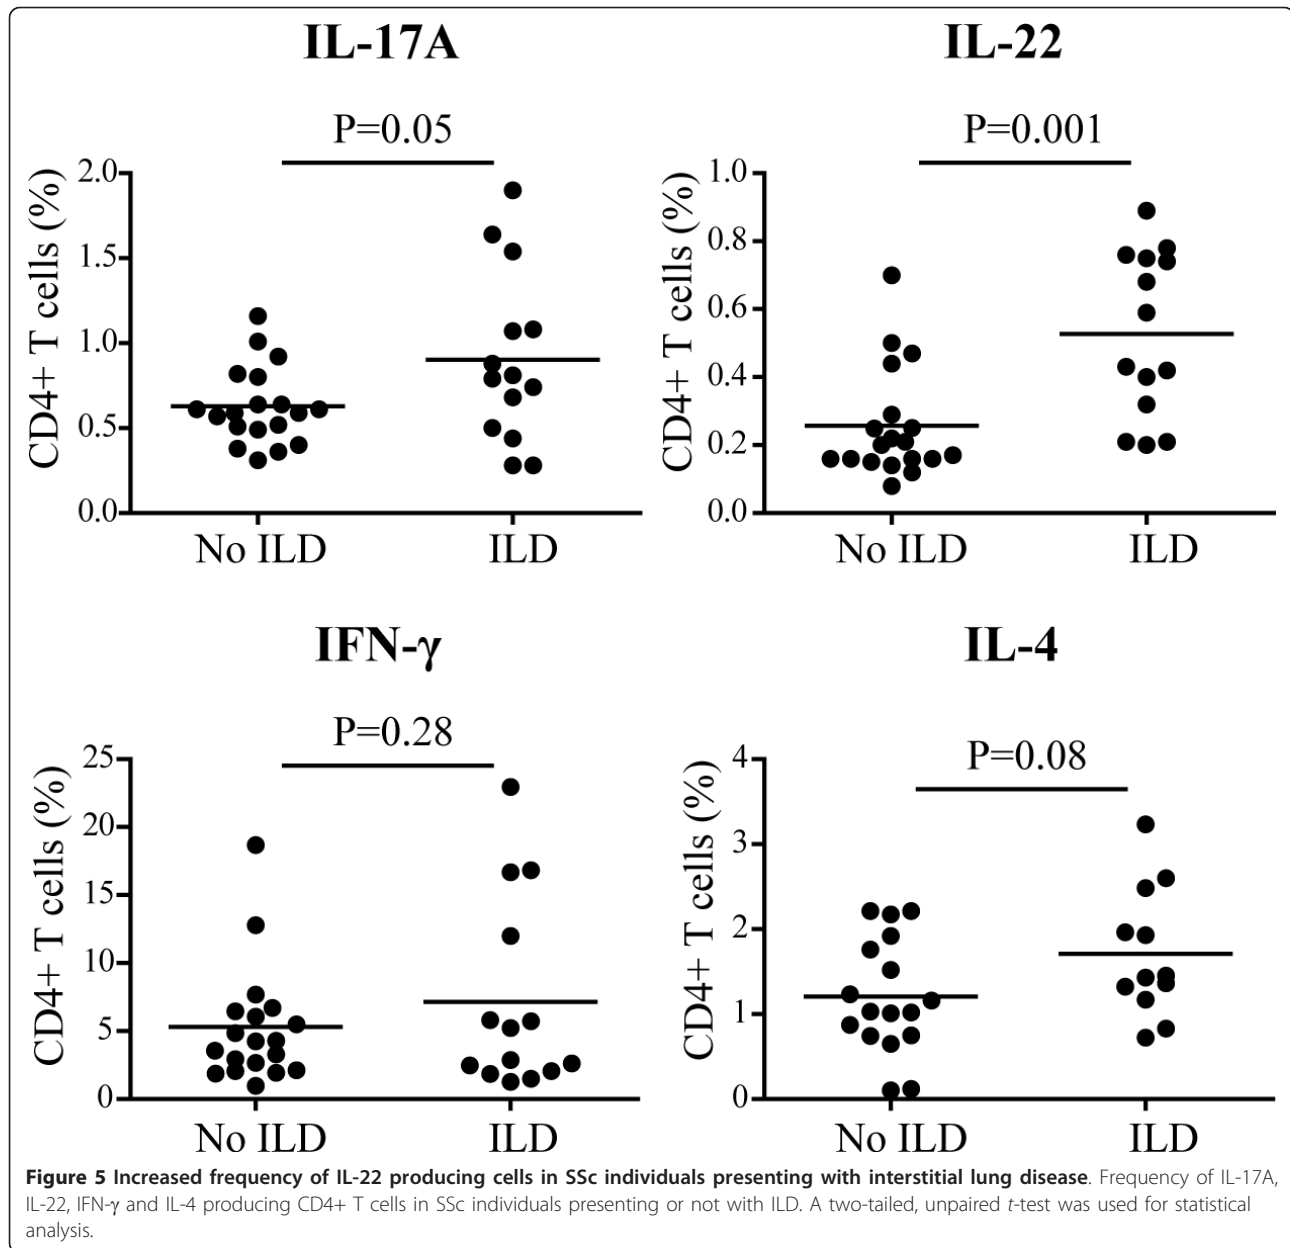 IL-17A
P=0.05
CD4+ T cells (%)
2.0
1.5
1.0
0.5
0.0
No ILD
ILD
IL-22
P=0.001
CD4+ T cells (%)
1.0
0.8
0.6
0.4
0.2
0.0
No ILD
ILD
IFN-γ
P=0.28
CD4+ T cells (%)
25
20
15
10
5
0
No ILD
ILD
IL-4
P=0.08
CD4+ T cells (%)
4
3
2
1
0
No ILD
ILD
Figure 5 Increased frequency of IL-22 producing cells in SSc individuals presenting with interstitial lung disease. Frequency of IL-17A,
IL-22, IFN-γ and IL-4 producing CD4+ T cells in SSc individuals presenting or not with ILD. A two-tailed, unpaired t-test was used for statistical
analysis.